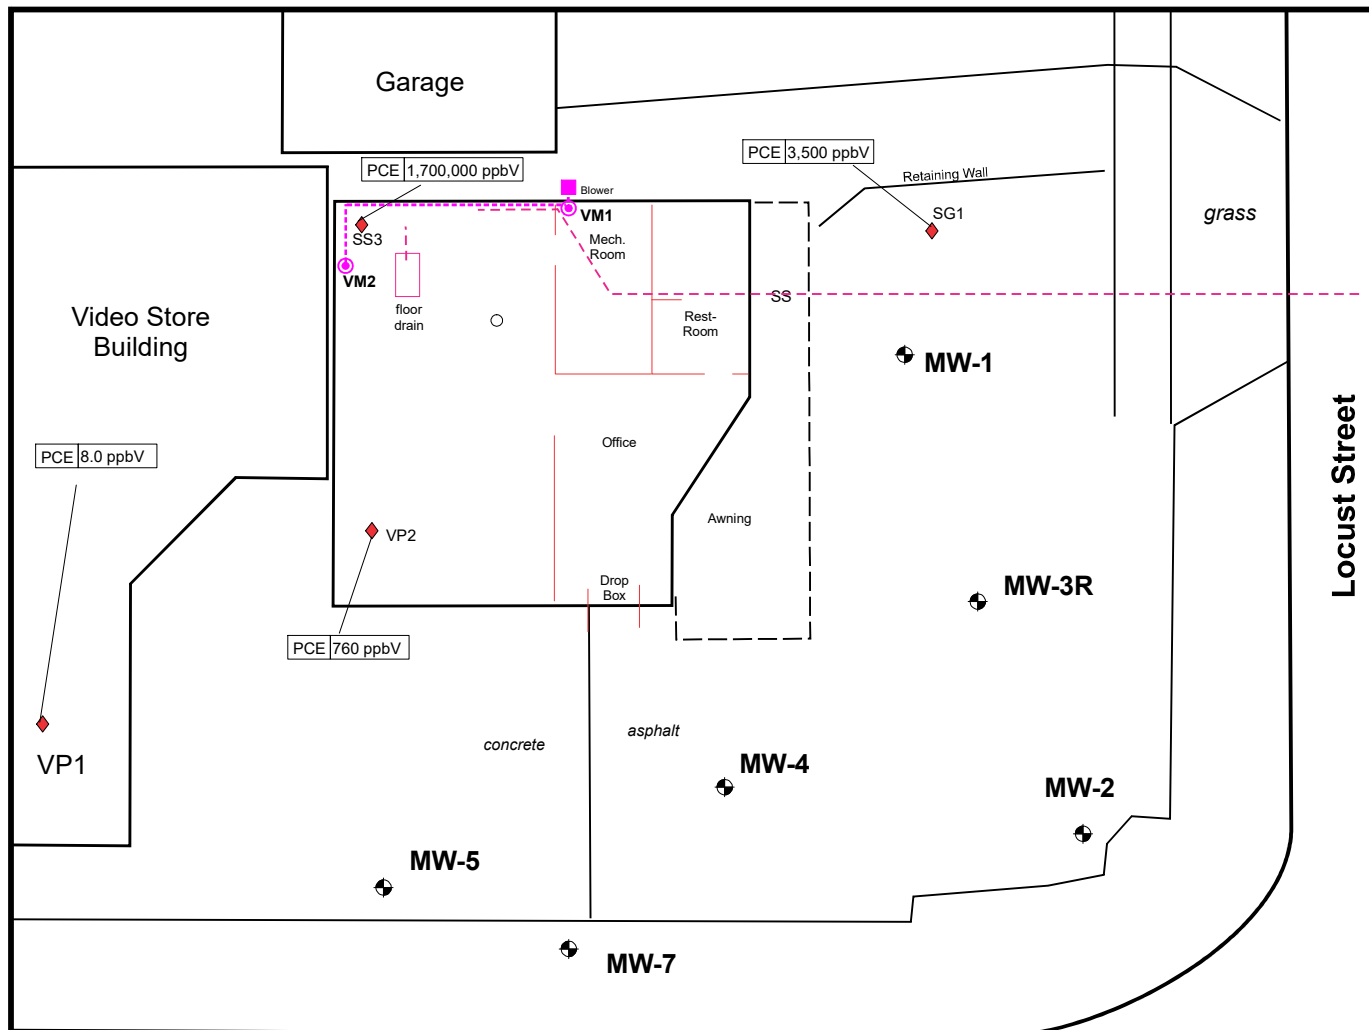 Garage
PCE 1,700,000 ppbV
PCE 3,500 ppbV
Retaining Wall
Blower
VM1
SG1
grass
SS3
Mech.
Room
VM2
SS
floor
drain
Rest-
Room
Video Store
Building
MW-1
Locust Street
PCE 8.0 ppbV
Office
Awning
VP2
Drop
Box
MW-3R
PCE 760 ppbV
concrete
asphalt
VP1
MW-4
MW-2
MW-5
MW-7